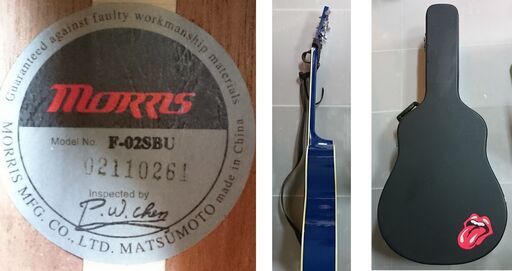 Guaranteed against faulty workmanship materials
MORRIS
Model No. F-02SBU
02110261
Inspected by
P.W. chen
MORRIS MFG. CO., LTD. MATSUMOTO made in China